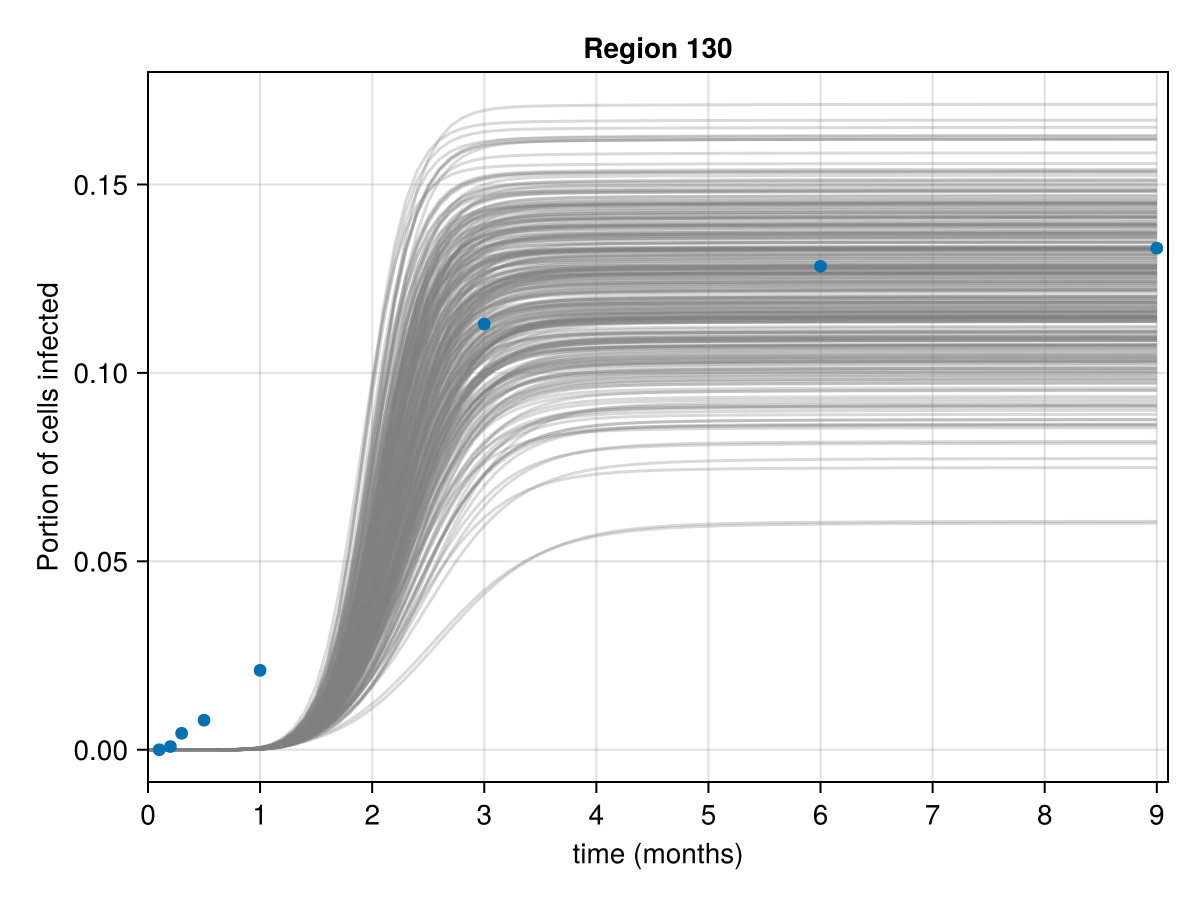 Region 130
Portion of cells infected
0.15
0.10
0.05
0.00
0 1 2 3 4 5 6 7 8 9
time (months)